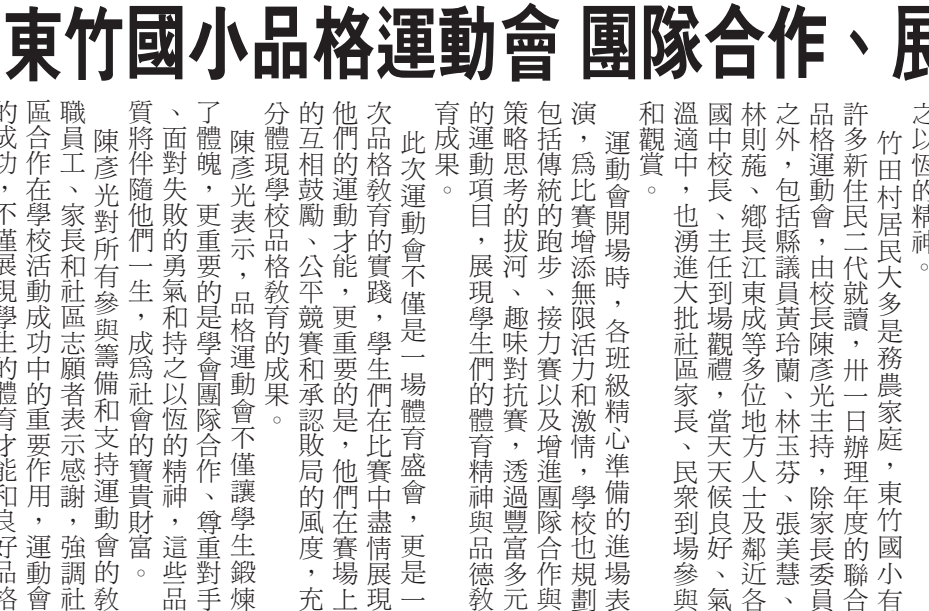 東竹國小品格運動會 團隊合作、展
之以恆的精神。
竹田村居民大多是務農家庭，東竹國小有
許多新住民二代就讀，卅一日辦理年度的聯合
品格運動會，由校長陳彥光主持，除家長委員
之外，包括縣議員黃玲蘭、林玉芬、張美慧、
林則葹、鄉長江東成等多位地方人士及鄰近各
國中校長、主任到場觀禮，當天天候良好、氣
溫適中，也湧進大批社區家長、民眾到場參與
和觀賞。
運動會開場時，各班級精心準備的進場表
演，為比賽增添無限活力和激情，學校也規劃
包括傳統的跑步、接力賽以及增進團隊合作與
策略思考的拔河、趣味對抗賽，透過豐富多元
的運動項目，展現學生們的體育精神與品德教
育成果。
此次運動會不僅是一場體育盛會，更是一
次品格教育的實踐，學生們在比賽中盡情展現
他們的運動才能，更重要的是，他們在賽場上
的互相鼓勵、公平競賽和承認敗局的風度，充
分體現學校品格教育的成果。
陳彥光表示，品格運動會不僅讓學生鍛煉
了體魄，更重要的是學會團隊合作、尊重對手
、面對失敗的勇氣和持之以恆的精神，這些品
質將伴隨他們一生，成為社會的寶貴財富。
陳彥光對所有參與籌備和支持運動會的教
職員工、家長和社區志願者表示感謝，強調社
區合作在學校活動成功中的重要作用，運動會
的成功，不僅展現學生的體育才能和良好品格